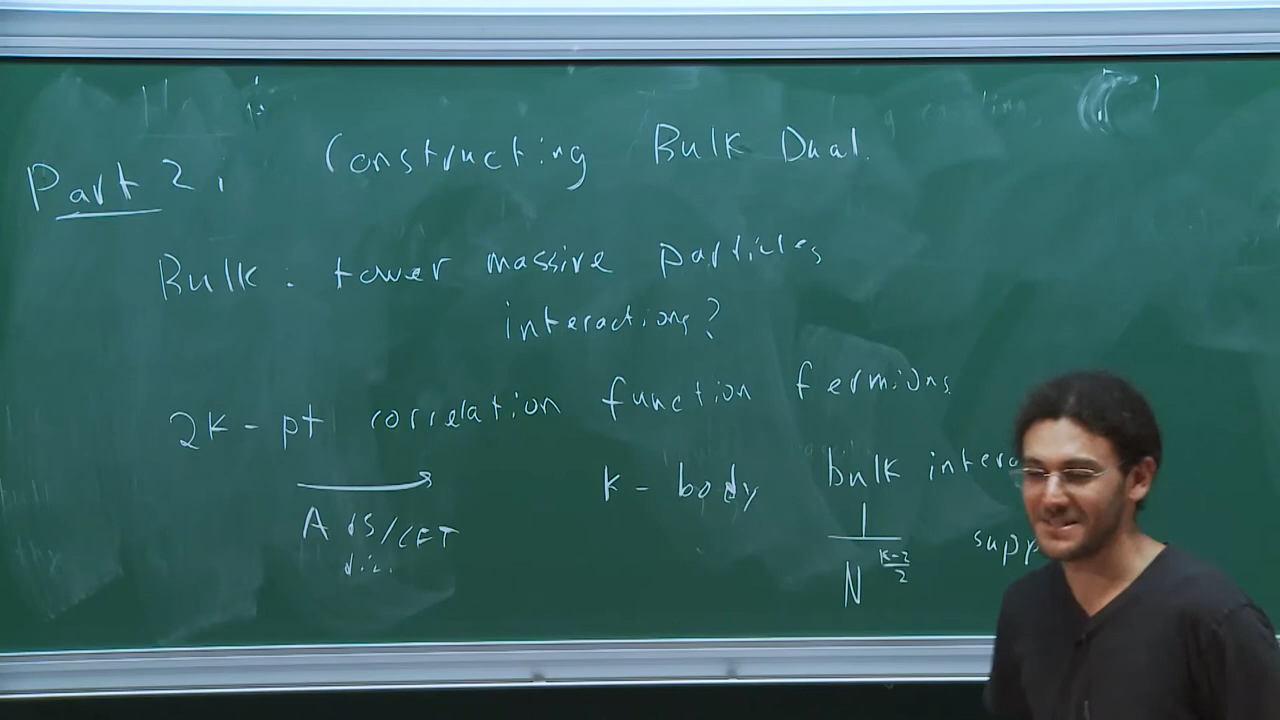 Part 2: Constructing Bulk Dual.
Bulk: tower massive particles
interactions?
2k-pt correlation function fermions
k-body bulk intera
AdS/CFT
1/N^{(k-2)/2} supp